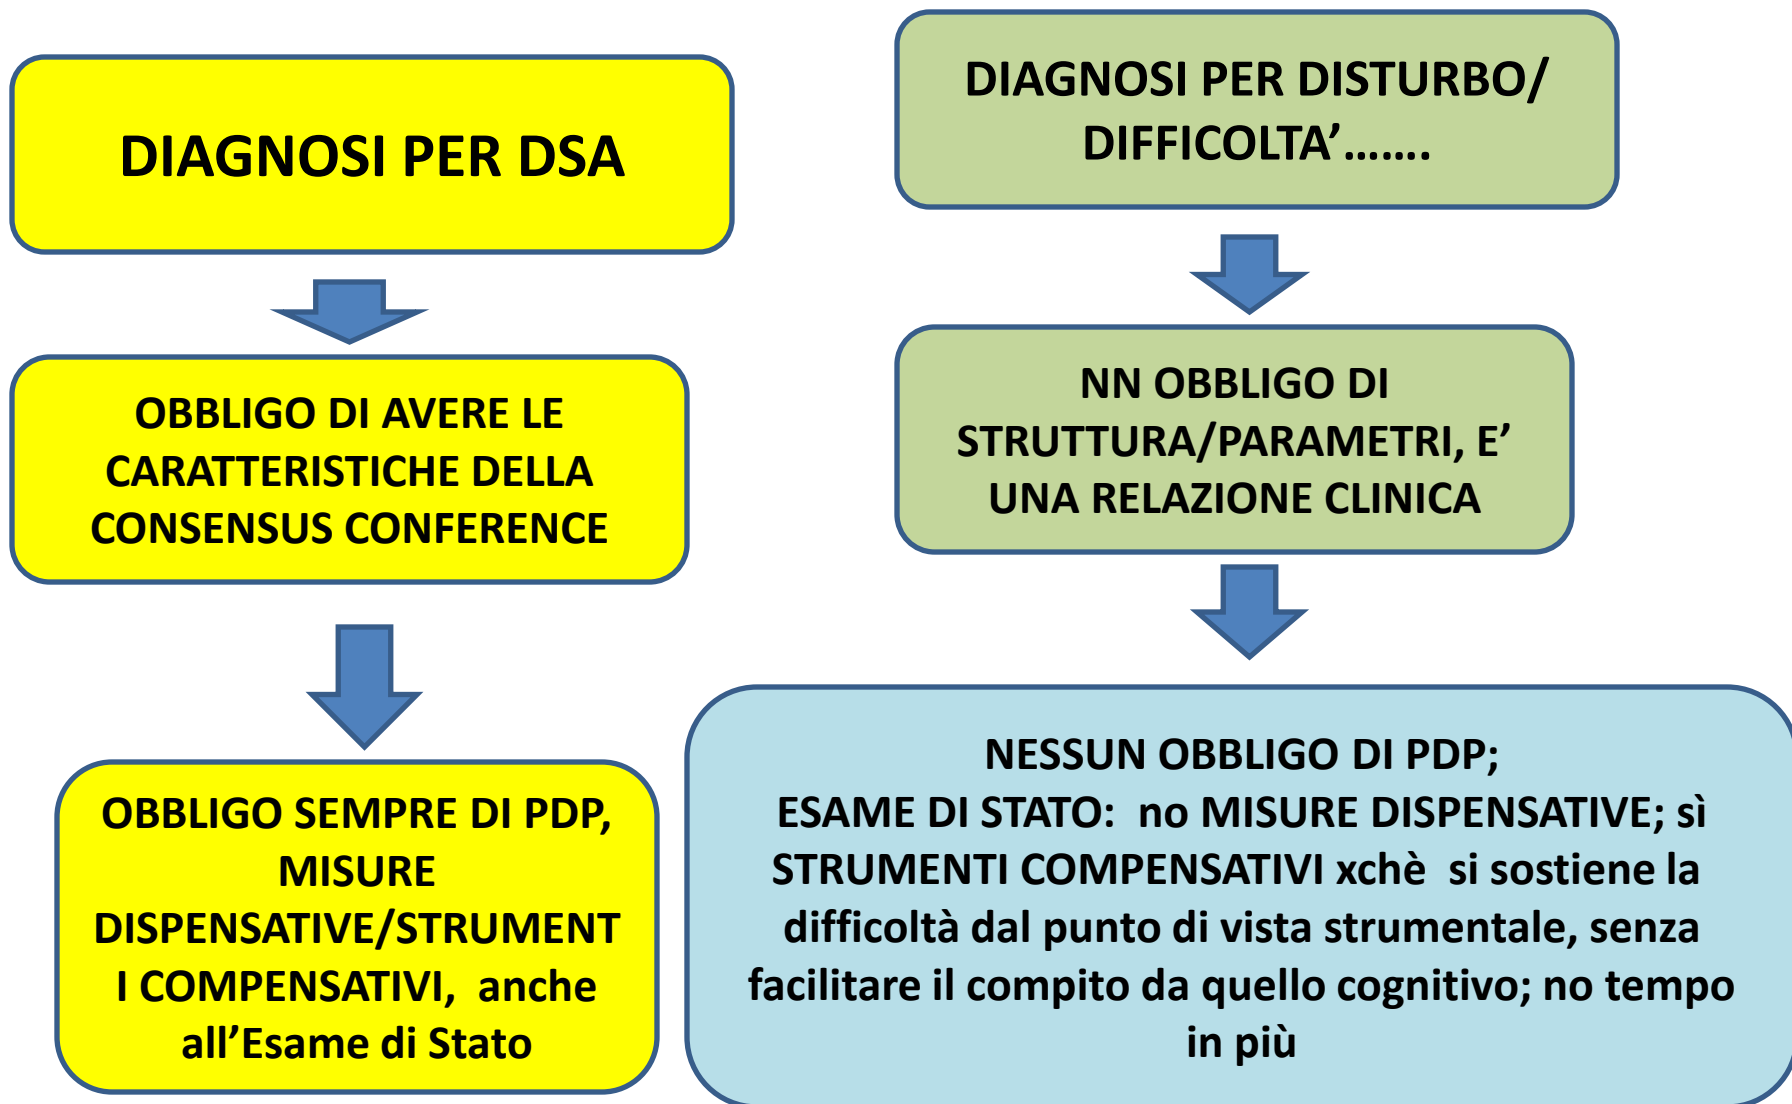 DIAGNOSI PER DSA
OBBLIGO DI AVERE LE
CARATTERISTICHE DELLA
CONSENSUS CONFERENCE
OBBLIGO SEMPRE DI PDP,
MISURE
DISPENSATIVE/STRUMENT
I COMPENSATIVI,  anche
all’Esame di Stato
DIAGNOSI PER DISTURBO/
DIFFICOLTA’…….
NN OBBLIGO DI
STRUTTURA/PARAMETRI, E’
UNA RELAZIONE CLINICA
NESSUN OBBLIGO DI PDP;
ESAME DI STATO:  no MISURE DISPENSATIVE; sì
STRUMENTI COMPENSATIVI xchè  si sostiene la
difficoltà dal punto di vista strumentale, senza
facilitare il compito da quello cognitivo; no tempo
in più